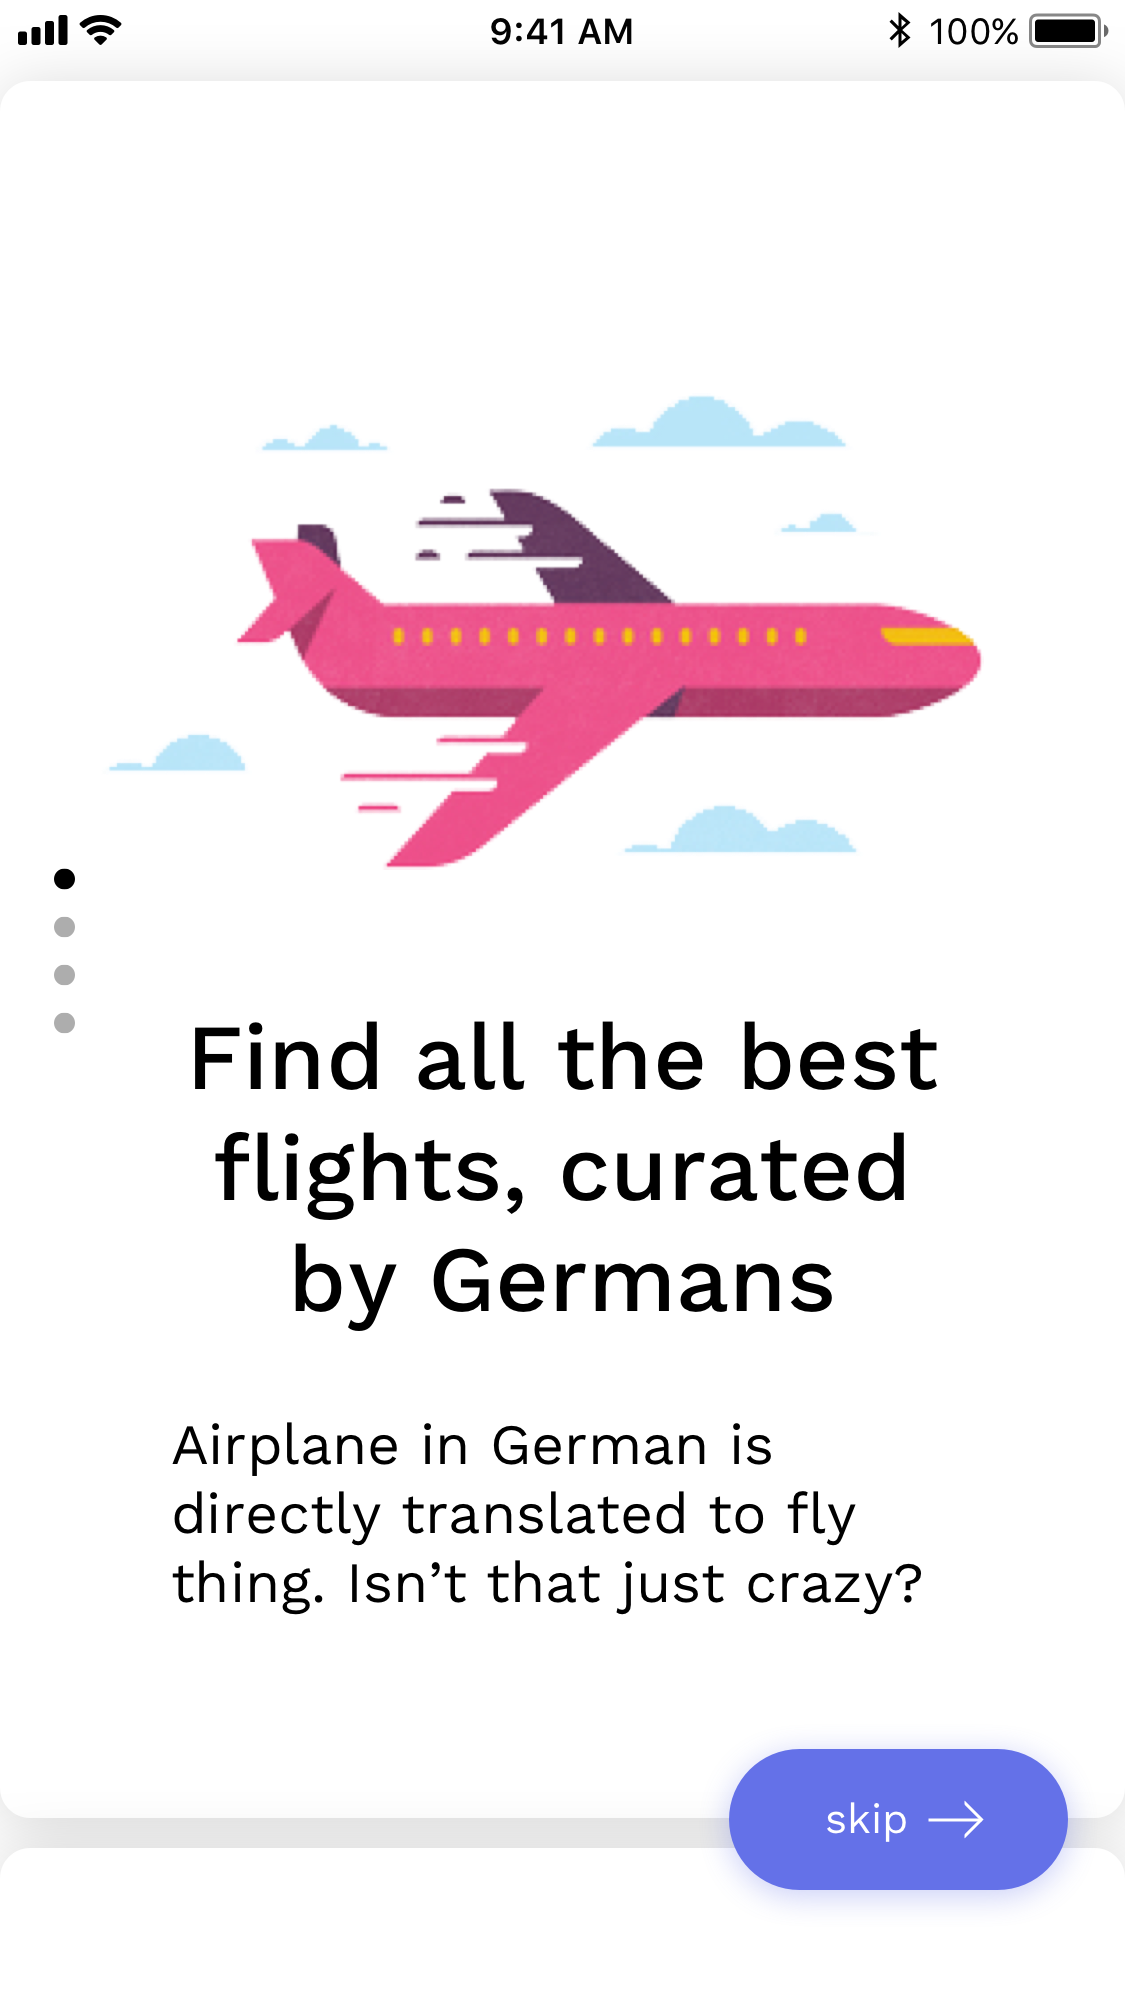 9:41 AM
100%
Find all the best
flights, curated
by Germans
Airplane in German is
directly translated to fly
thing. Isn’t that just crazy?
skip